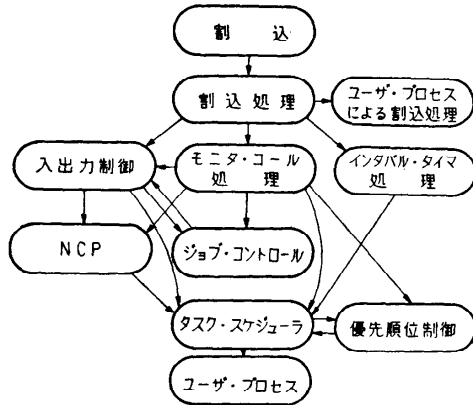 割込
割込処理
ユーザ・プロセス
による割込処理
入出力制御
モニタ・コール
処理
インタバル・タイマ
処理
NCP
ジョブ・コントロール
タスク・スケジューラ
優先順位制御
ユーザ・プロセス